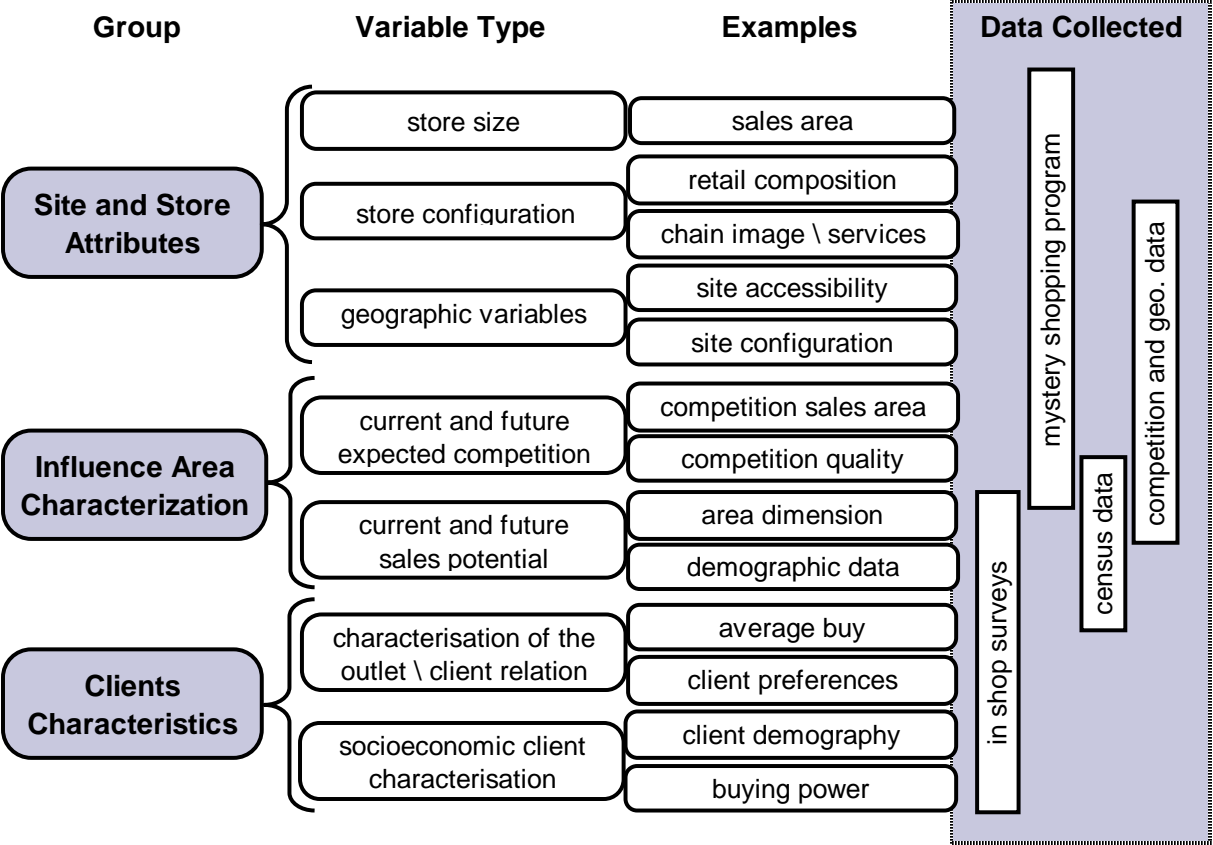 Group
Variable Type
Examples
Data Collected
Site and Store
Attributes
store size
sales area
store configuration
retail composition
chain image \ services
geographic variables
site accessibility
site configuration
Influence Area
Characterization
current and future
expected competition
competition sales area
competition quality
current and future
sales potential
area dimension
demographic data
Clients
Characteristics
characterisation of the
outlet \ client relation
average buy
client preferences
socioeconomic client
characterisation
client demography
buying power
in shop surveys
mystery shopping program
census data
competition and geo. data